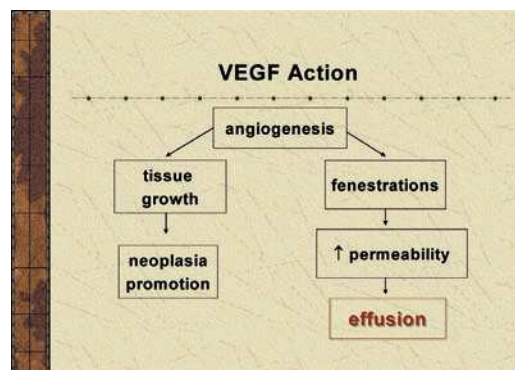 VEGF Action
angiogenesis
tissue
growth
fenestrations
neoplasia
promotion
↑ permeability
effusion